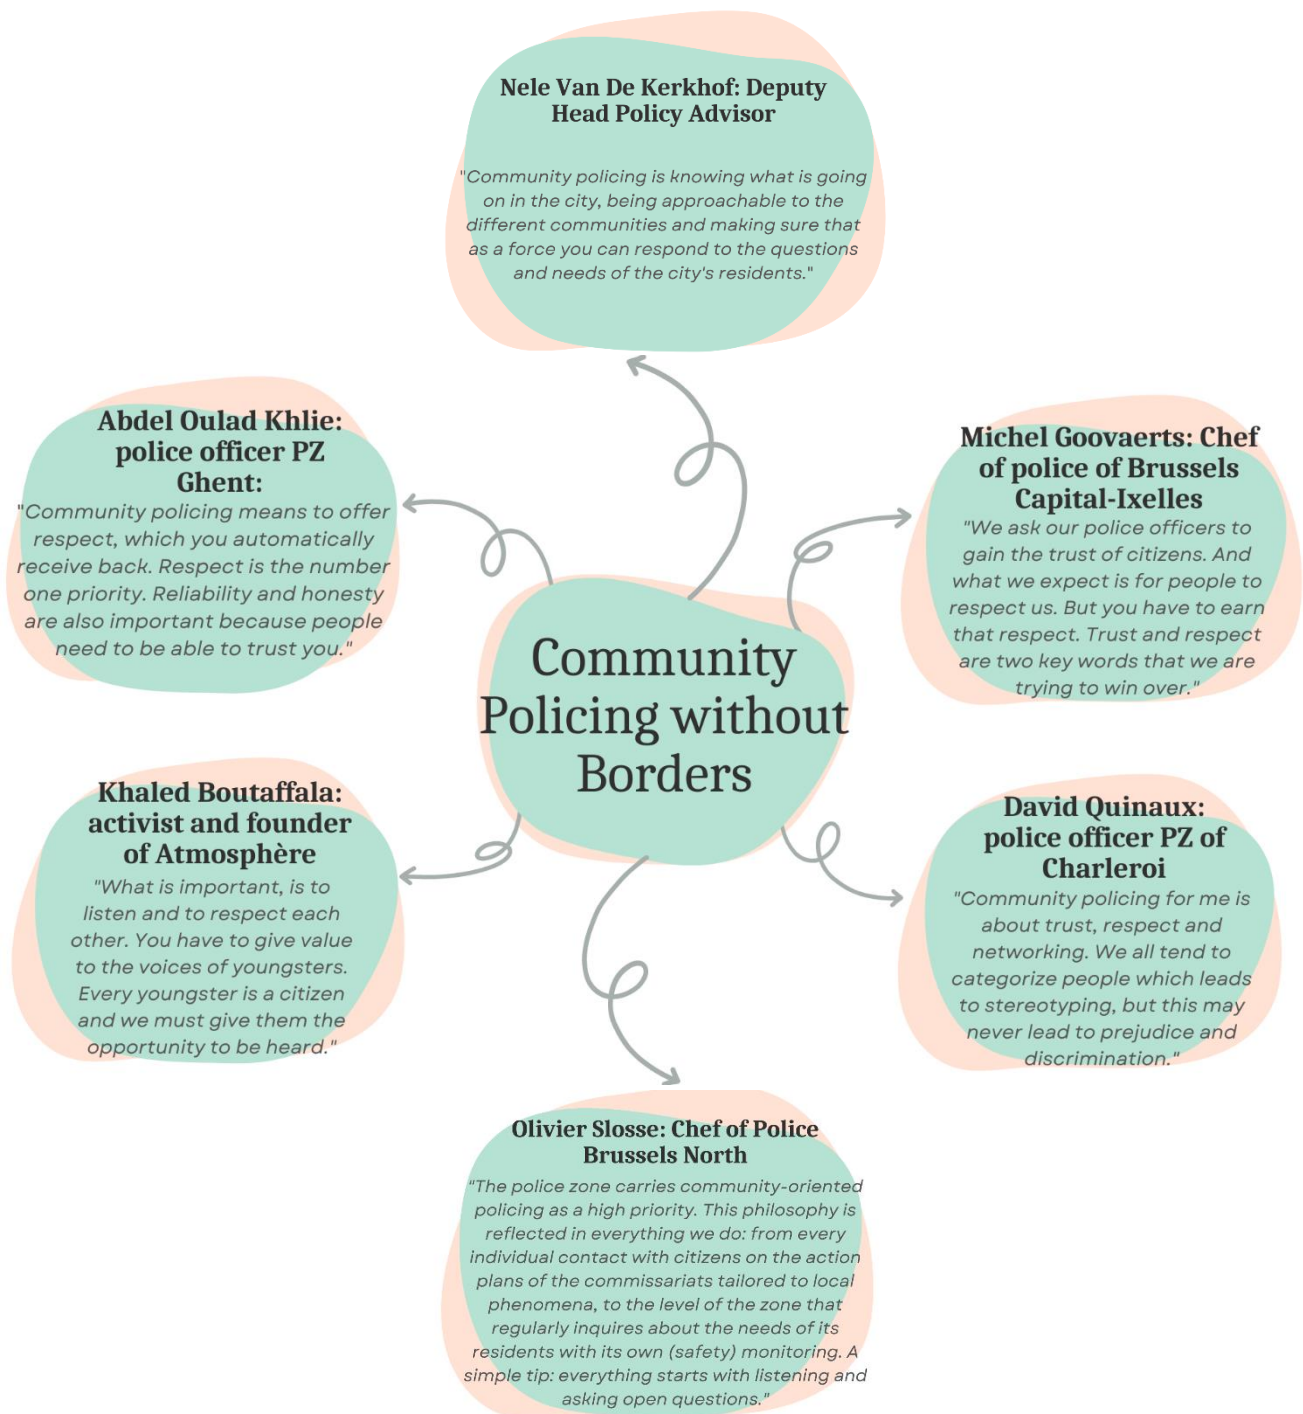 Nele Van De Kerkhof: Deputy
Head Policy Advisor
"Community policing is knowing what is going
on in the city, being approachable to the
different communities and making sure that
as a force you can respond to the questions
and needs of the city's residents."
Abdel Oulad Khlie:
police officer PZ
Ghent:
"Community policing means to offer
respect, which you automatically
receive back. Respect is the number
one priority. Reliability and honesty
are also important because people
need to be able to trust you."
Michel Goovaerts: Chef
of police of Brussels
Capital-Ixelles
"We ask our police officers to
gain the trust of citizens. And
what we expect is for people to
respect us. But you have to earn
that respect. Trust and respect
are two key words that we are
trying to win over."
Community
Policing without
Borders
Khaled Boutaffala:
activist and founder
of Atmosphère
"What is important, is to
listen and to respect each
other. You have to give value
to the voices of youngsters.
Every youngster is a citizen
and we must give them the
opportunity to be heard."
David Quinaux:
police officer PZ of
Charleroi
"Community policing for me is
about trust, respect and
networking. We all tend to
categorize people which leads
to stereotyping, but this may
never lead to prejudice and
discrimination."
Olivier Slosse: Chef of Police
Brussels North
"The police zone carries community-oriented
policing as a high priority. This philosophy is
reflected in everything we do: from every
individual contact with citizens on the action
plans of the commissariats tailored to local
phenomena, to the level of the zone that
regularly inquires about the needs of its
residents with its own (safety) monitoring. A
simple tip: everything starts with listening and
asking open questions."